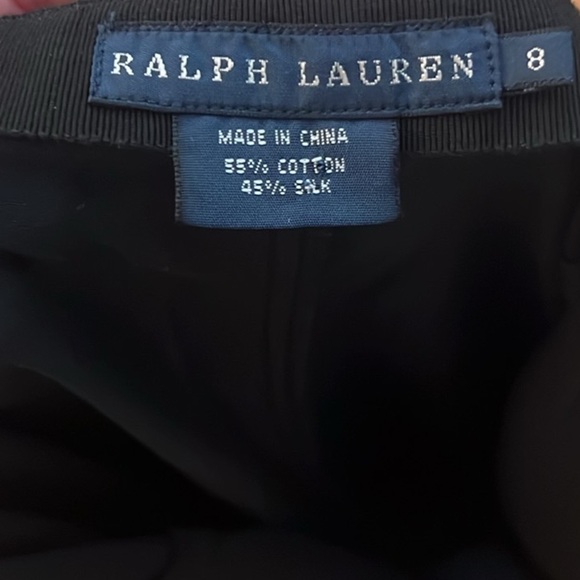 RALPH LAUREN 8
MADE IN CHINA
55% COTTON
45% SILK